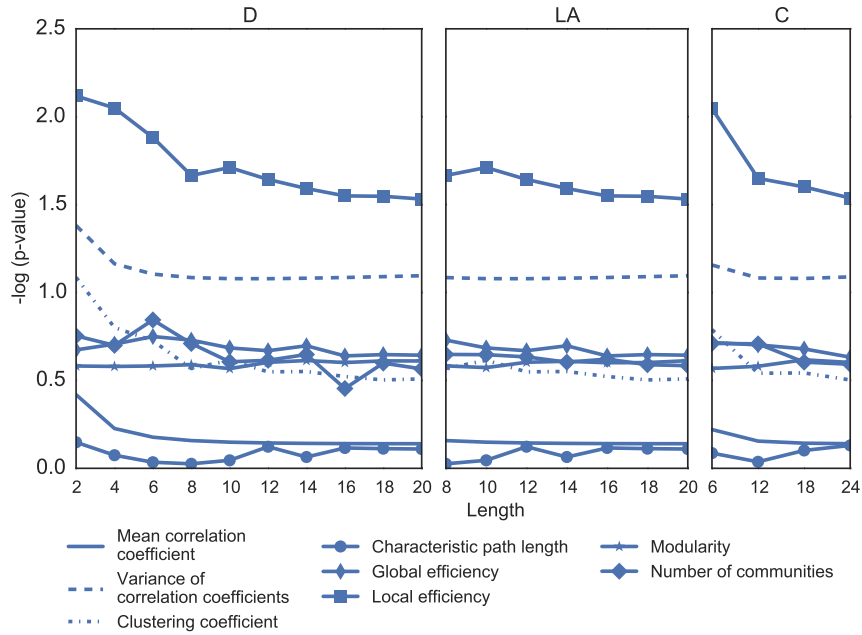 D
LA
C
2.5
2.0
1.5
1.0
0.5
0.0
-log (p-value)
2 4 6 8 10 12 14 16 18 20
8 10 12 14 16 18 20
6 12 18 24
Length
Mean correlation
coefficient
Variance of
correlation coefficients
Clustering coefficient
Characteristic path length
Global efficiency
Local efficiency
Modularity
Number of communities